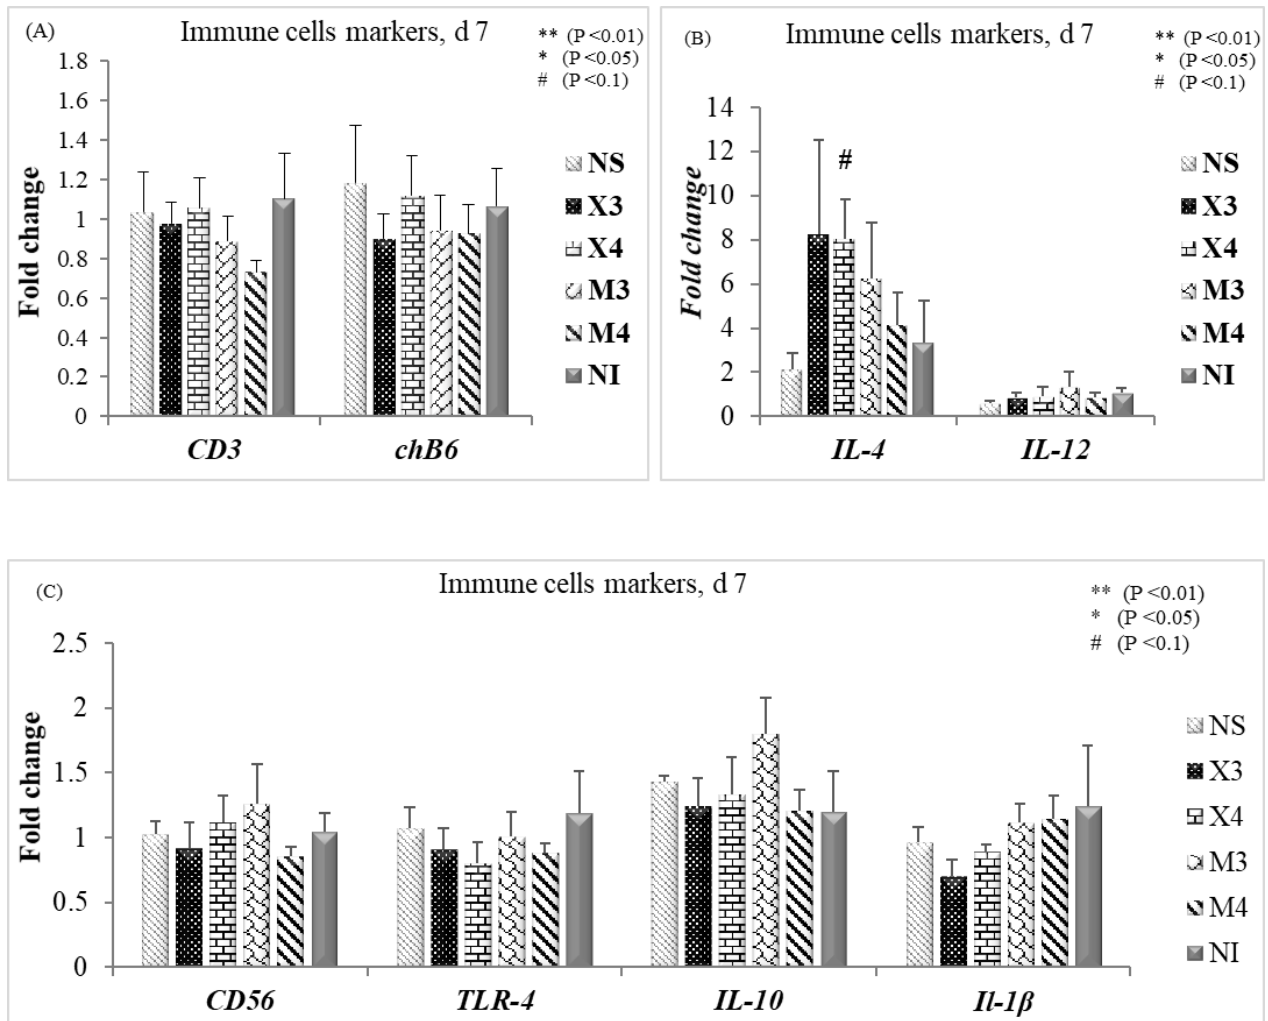 (A)
Immune cells markers, d 7
** (P <0.01)
* (P <0.05)
# (P <0.1)
Fold change
1.8
1.6
1.4
1.2
1
0.8
0.6
0.4
0.2
0
CD3 chB6
NS
X3
X4
M3
M4
NI
(B)
Immune cells markers, d 7
** (P <0.01)
* (P <0.05)
# (P <0.1)
Fold change
14
12
10
8
6
4
2
0
#
IL-4 IL-12
NS
X3
X4
M3
M4
NI
(C)
Immune cells markers, d 7
** (P <0.01)
* (P <0.05)
# (P <0.1)
Fold change
2.5
2
1.5
1
0.5
0
CD56 TLR-4 IL-10 Il-1β
NS
X3
X4
M3
M4
NI